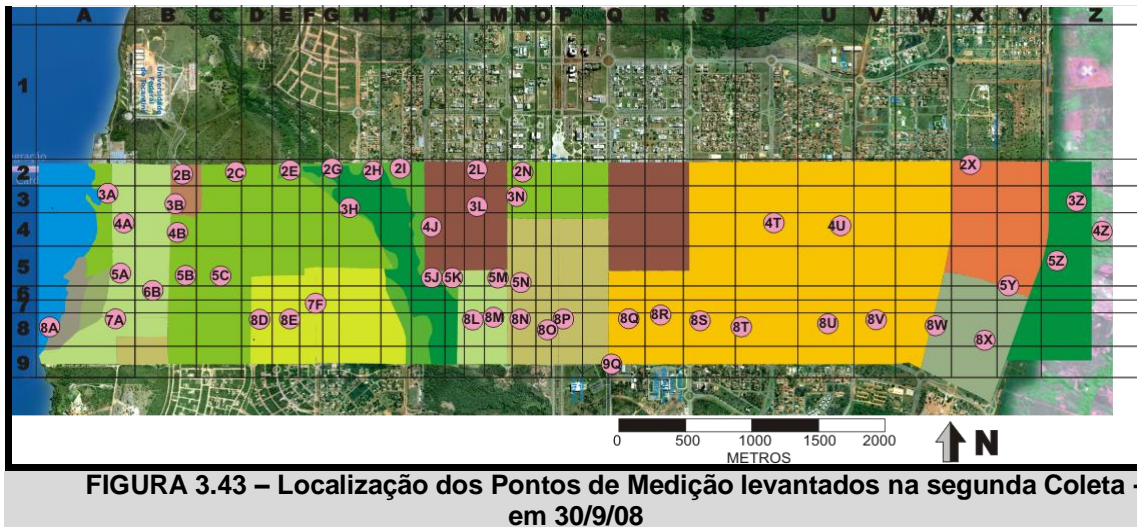 A B C D E F G H I J K L M N O P Q R S T U V W X Y Z
Universidade
Federal
do Tocantins
1
2
2B 2C 2E 2G 2H 2I 2L 2N 2X
3
3A 3B 3H 3L 3N 3Z
4
4A 4B 4J 4T 4U 4Z
5
5A 5B 5C 5J 5K 5M 5N 5Z
6
6B 5Y
7
7F
8
8A 7A 8D 8E 8L 8M 8N 8O 8P 8Q 8R 8S 8T 8U 8V 8W 8X
9
9Q
0 500 1000 1500 2000
METROS
N
FIGURA 3.43 – Localização dos Pontos de Medição levantados na segunda Coleta -
em 30/9/08